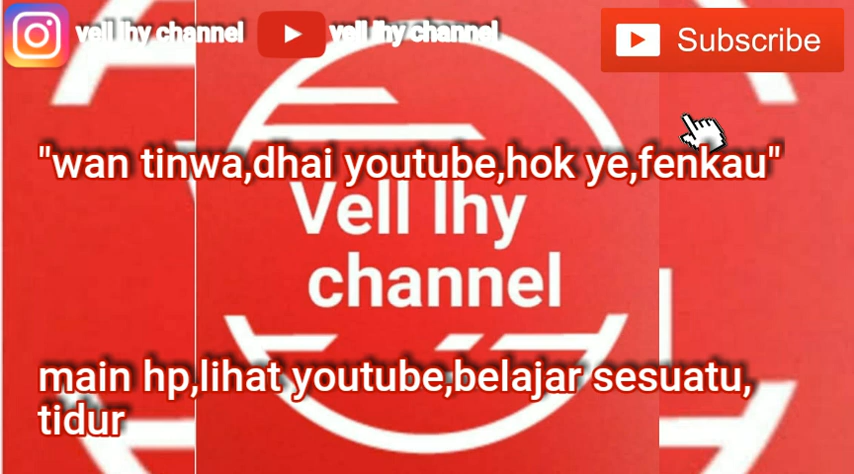 vell lhy channel
vell lhy channel
Subscribe
"wan tinwa,dhai youtube,hok ye,fenkau"
Vell lhy
channel
main hp,lihat youtube,belajar sesuatu,
tidur